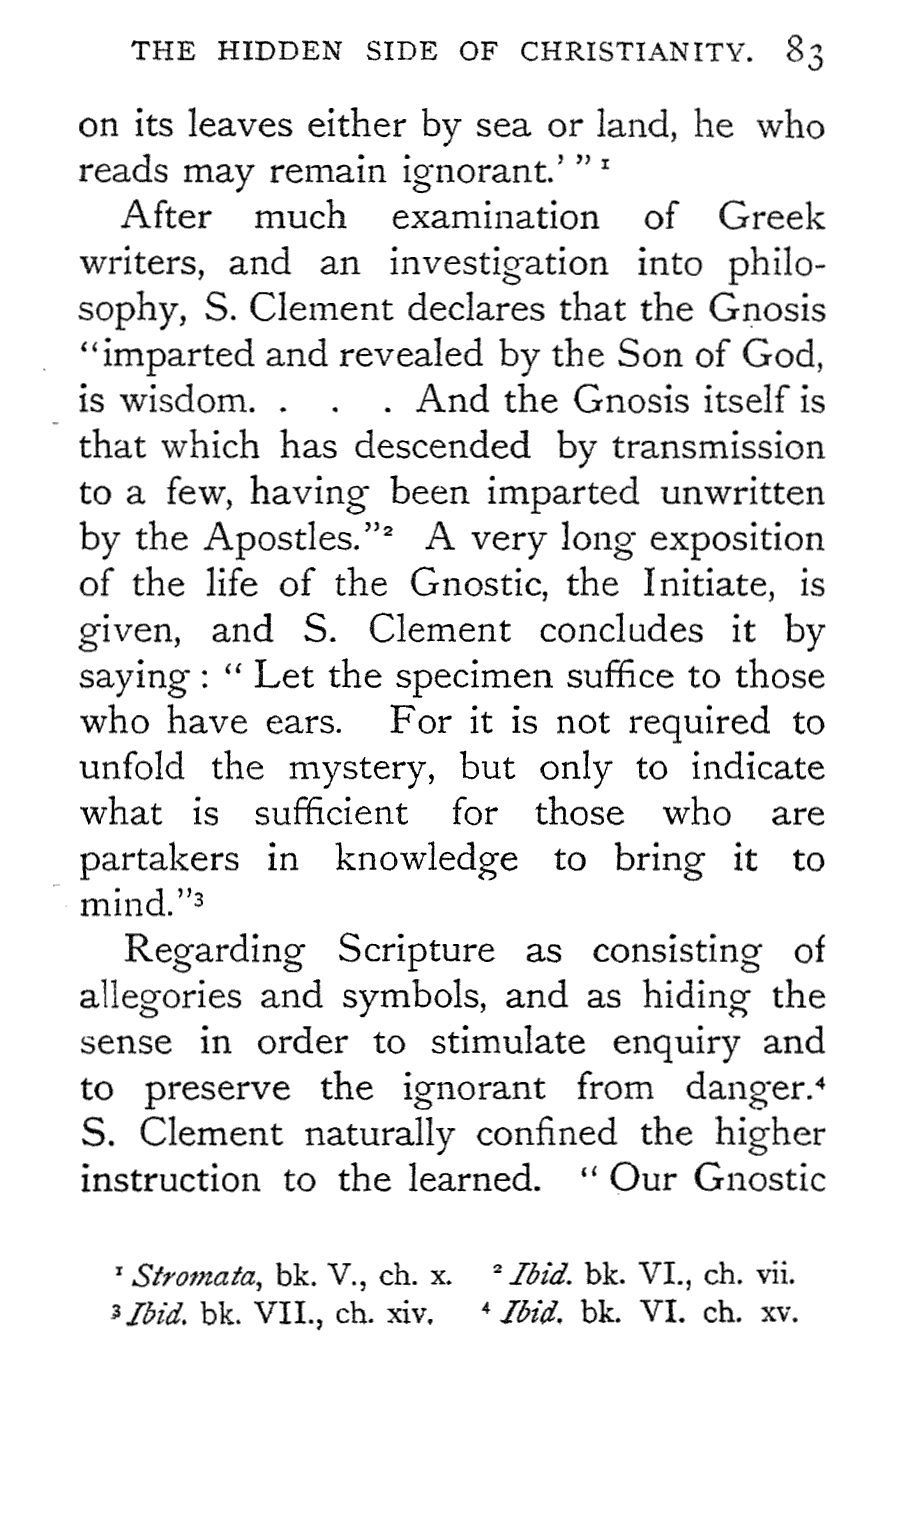 THE HIDDEN SIDE OF CHRISTIANITY. 83
on its leaves either by sea or land, he who
reads may remain ignorant.’ ” ¹
After much examination of Greek
writers, and an investigation into philo-
sophy, S. Clement declares that the Gnosis
“imparted and revealed by the Son of God,
is wisdom. . . . And the Gnosis itself is
that which has descended by transmission
to a few, having been imparted unwritten
by the Apostles.”² A very long exposition
of the life of the Gnostic, the Initiate, is
given, and S. Clement concludes it by
saying : “ Let the specimen suffice to those
who have ears. For it is not required to
unfold the mystery, but only to indicate
what is sufficient for those who are
partakers in knowledge to bring it to
mind.”³
Regarding Scripture as consisting of
allegories and symbols, and as hiding the
sense in order to stimulate enquiry and
to preserve the ignorant from danger.⁴
S. Clement naturally confined the higher
instruction to the learned. “ Our Gnostic
¹ Stromata, bk. V., ch. x. ² Ibid. bk. VI., ch. vii.
³ Ibid. bk. VII., ch. xiv. ⁴ Ibid. bk. VI. ch. xv.